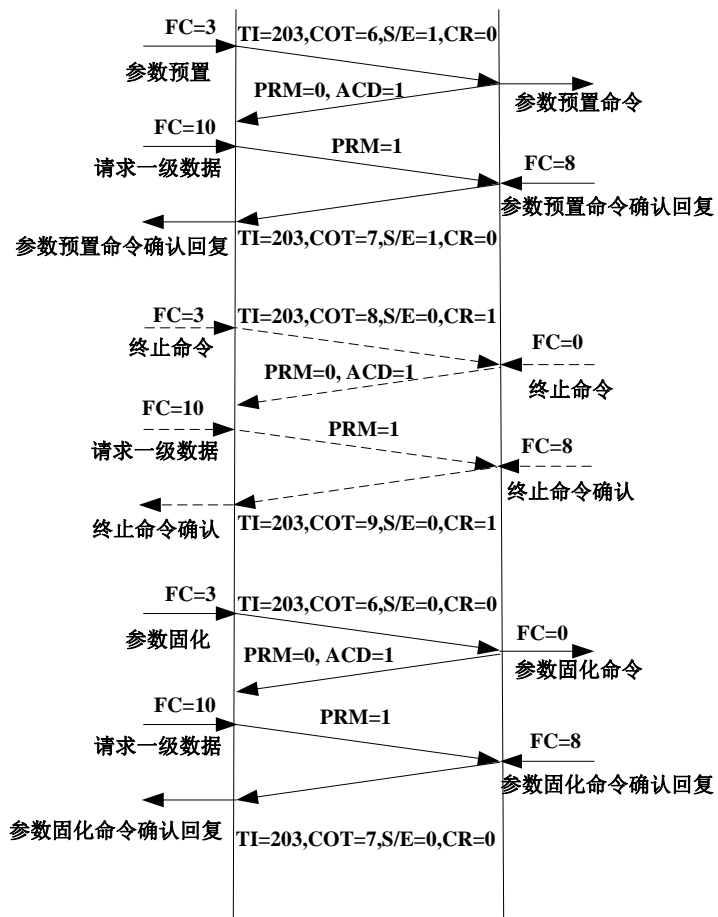 FC=3
TI=203,COT=6,S/E=1,CR=0
参数预置
PRM=0, ACD=1
参数预置命令
FC=10
PRM=1
请求一级数据
FC=8
参数预置命令确认回复
参数预置命令确认回复
TI=203,COT=7,S/E=1,CR=0
FC=3
TI=203,COT=8,S/E=0,CR=1
终止命令
FC=0
PRM=0, ACD=1
终止命令
FC=10
PRM=1
请求一级数据
FC=8
终止命令确认
终止命令确认
TI=203,COT=9,S/E=0,CR=1
FC=3
TI=203,COT=6,S/E=0,CR=0
参数固化
FC=0
PRM=0, ACD=1
参数固化命令
FC=10
PRM=1
请求一级数据
FC=8
参数固化命令确认回复
参数固化命令确认回复
TI=203,COT=7,S/E=0,CR=0